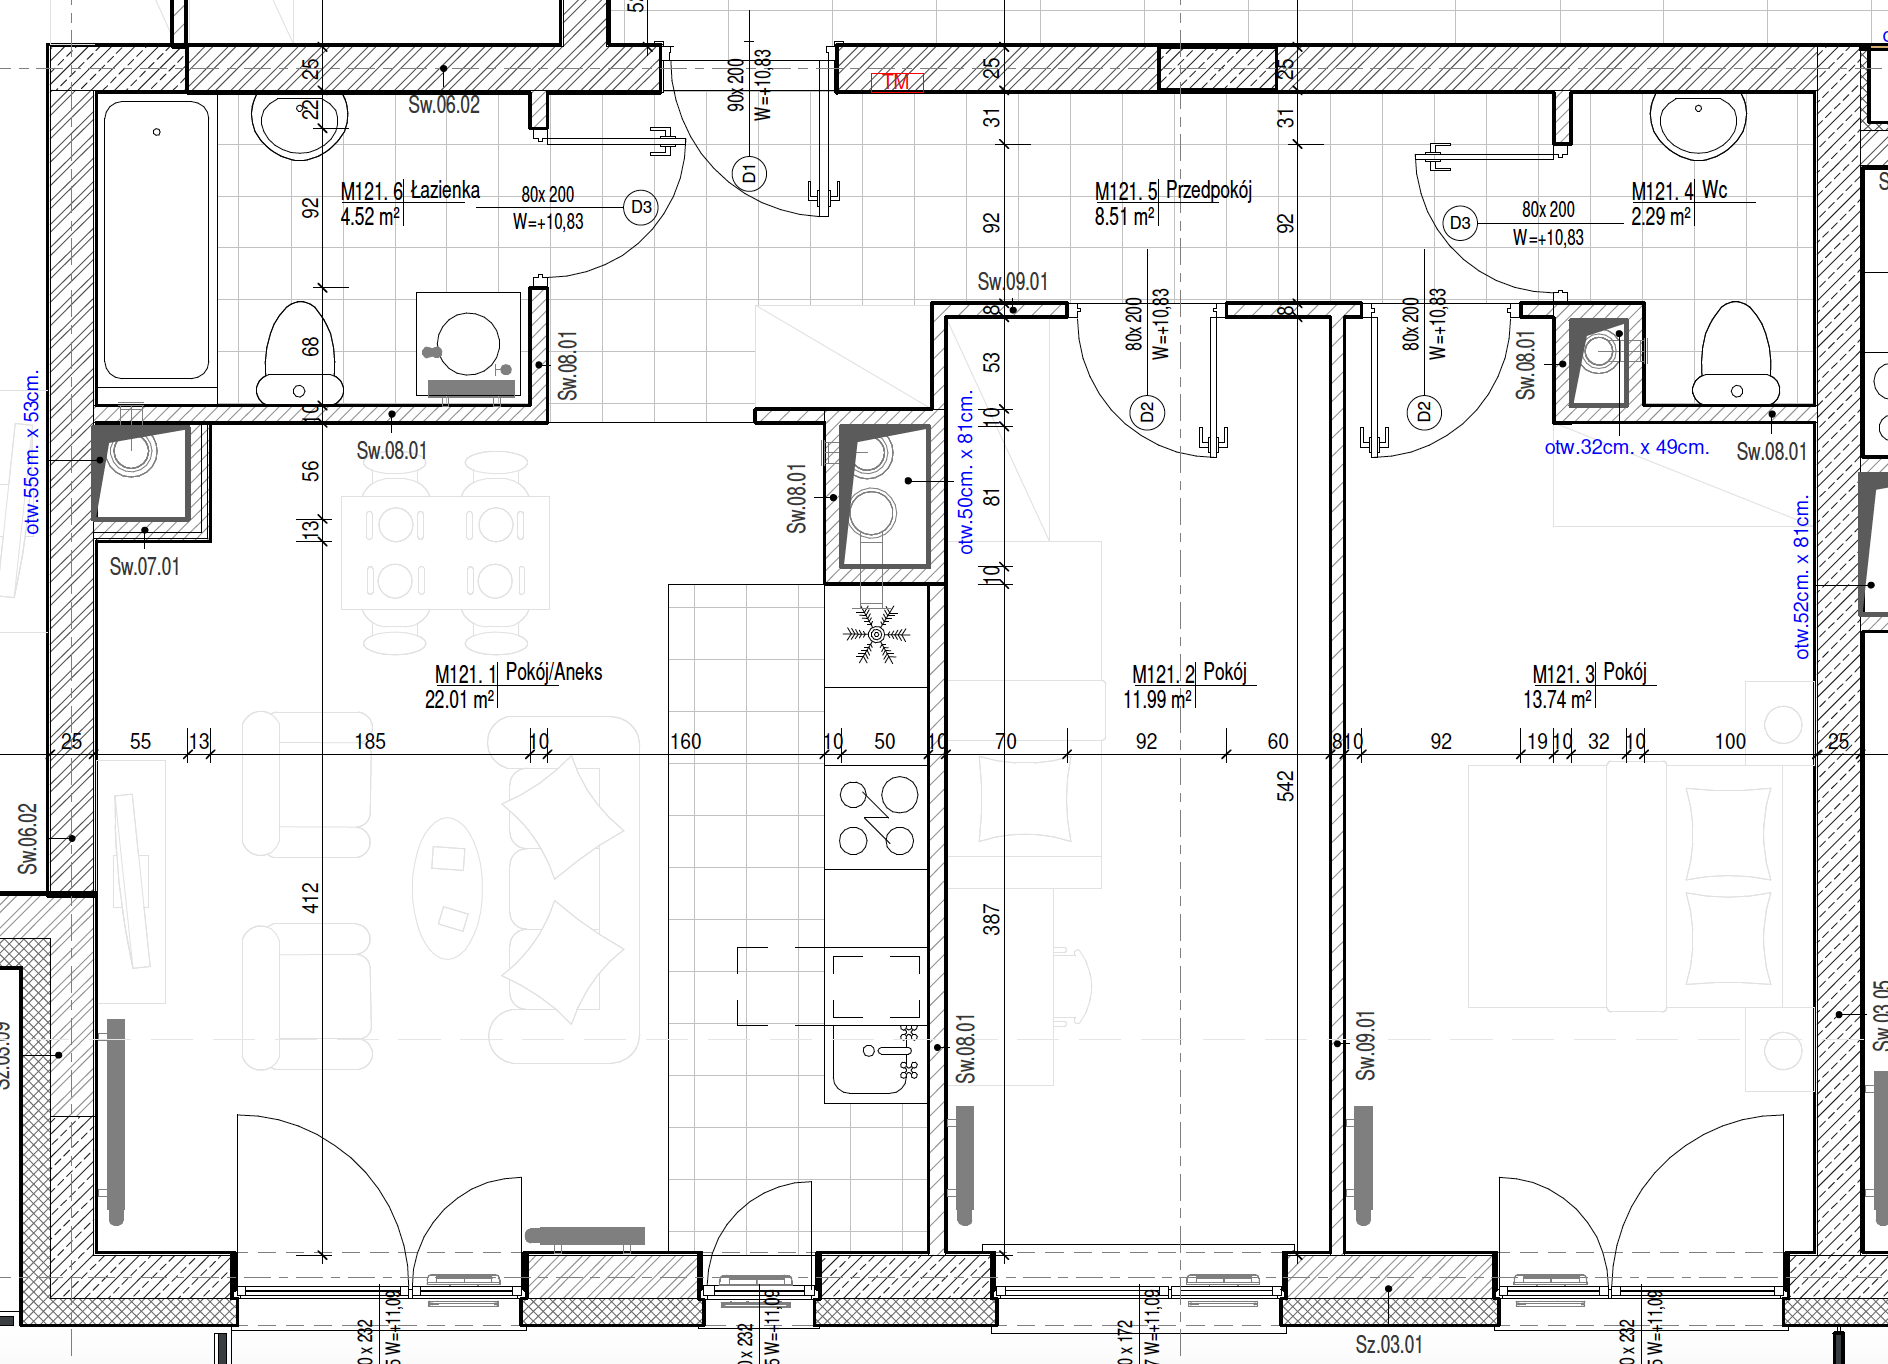 25
22
Sw.06.02
90x 200
W=+10,83
D1
TM
25
31
25
31
M121. 6 Łazienka
4.52 m²
92
80x 200
W=+10,83
D3
M121. 5 Przedpokój
8.51 m²
92
92
D3
80x 200
W=+10,83
M121. 4 Wc
2.29 m²
68
10
Sw.08.01
Sw.09.01
8
53
10
80x 200
W=+10,83
D2
8
80x 200
W=+10,83
D2
Sw.08.01
otw.55cm. x 53cm.
Sw.08.01
56
13
Sw.07.01
Sw.08.01
otw.50cm. x 81cm.
81
10
otw.32cm. x 49cm.
Sw.08.01
otw.52cm. x 81cm.
M121. 1 Pokój/Aneks
22.01 m²
M121. 2 Pokój
11.99 m²
M121. 3 Pokój
13.74 m²
25 55 13 185 10 160 10 50 10 70 92 60 8 10 92 19 10 32 10 100 25
542
Sw.06.02
412
387
Sw.08.01
Sw.09.01
Sz.03.09
Sw.03.05
0 x 232
5 W=+11,09
0 x 232
5 W=+11,09
0 x 172
7 W=+11,09
Sz.03.01
0 x 232
5 W=+11,09